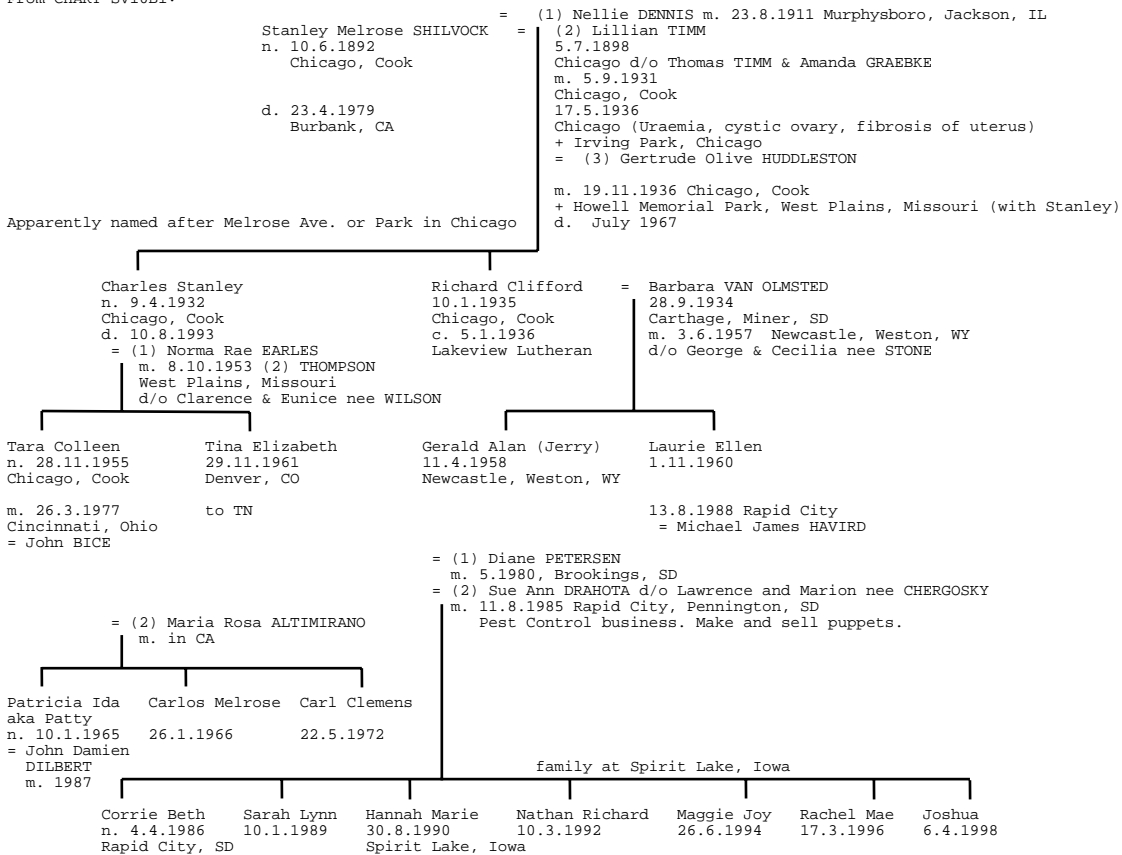 = (1) Nellie DENNIS m. 23.8.1911 Murphysboro, Jackson, IL
Stanley Melrose SHILVOCK = (2) Lillian TIMM
n. 10.6.1892 5.7.1898
Chicago, Cook Chicago d/o Thomas TIMM & Amanda GRAEBKE
m. 5.9.1931
Chicago, Cook
d. 23.4.1979 17.5.1936
Burbank, CA Chicago (Uraemia, cystic ovary, fibrosis of uterus)
+ Irving Park, Chicago
= (3) Gertrude Olive HUDDLESTON
m. 19.11.1936 Chicago, Cook
+ Howell Memorial Park, West Plains, Missouri (with Stanley)
Apparently named after Melrose Ave. or Park in Chicago d. July 1967
Charles Stanley Richard Clifford = Barbara VAN OLMSTED
n. 9.4.1932 10.1.1935 28.9.1934
Chicago, Cook Chicago, Cook Carthage, Miner, SD
d. 10.8.1993 c. 5.1.1936 m. 3.6.1957 Newcastle, Weston, WY
= (1) Norma Rae EARLES Lakeview Lutheran d/o George & Cecilia nee STONE
m. 8.10.1953 (2) THOMPSON
West Plains, Missouri
d/o Clarence & Eunice nee WILSON
Tara Colleen Tina Elizabeth Gerald Alan (Jerry) Laurie Ellen
n. 28.11.1955 29.11.1961 11.4.1958 1.11.1960
Chicago, Cook Denver, CO Newcastle, Weston, WY
m. 26.3.1977 to TN 13.8.1988 Rapid City
Cincinnati, Ohio = Michael James HAVIRD
= John BICE
= (1) Diane PETERSEN
m. 5.1980, Brookings, SD
= (2) Sue Ann DRAHOTA d/o Lawrence and Marion nee CHERGOSKY
m. 11.8.1985 Rapid City, Pennington, SD
= (2) Maria Rosa ALTIMIRANO Pest Control business. Make and sell puppets.
m. in CA
Patricia Ida Carlos Melrose Carl Clemens
aka Patty
n. 10.1.1965 26.1.1966 22.5.1972
= John Damien
DILBERT family at Spirit Lake, Iowa
m. 1987
Corrie Beth Sarah Lynn Hannah Marie Nathan Richard Maggie Joy Rachel Mae Joshua
n. 4.4.1986 10.1.1989 30.8.1990 10.3.1992 26.6.1994 17.3.1996 6.4.1998
Rapid City, SD Spirit Lake, Iowa